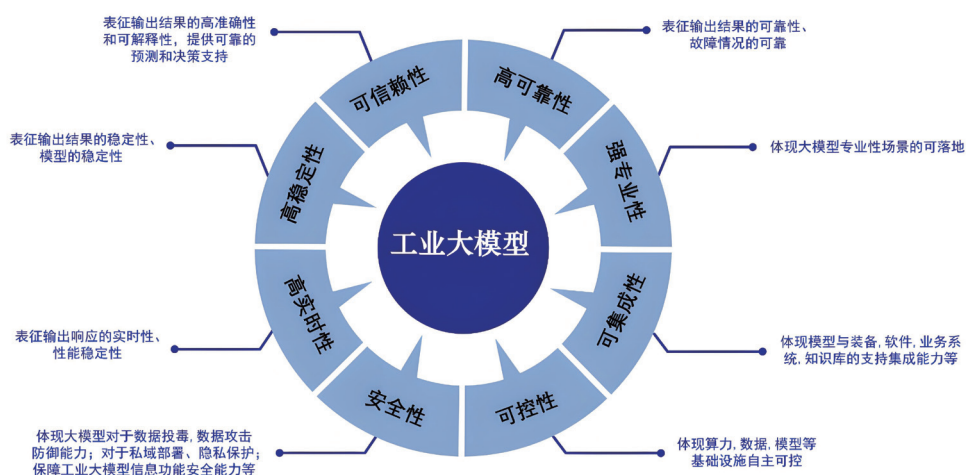 表征输出结果的高准确性
和可解释性，提供可靠的
预测和决策支持
可信赖性
高可靠性
表征输出结果的可靠性、
故障情况的可靠
表征输出结果的稳定性、
模型的稳定性
高稳定性
强专业性
体现大模型专业性场景的可落地
工业大模型
表征输出响应的实时性、
性能稳定性
高实时性
可集成性
体现模型与装备, 软件, 业务系
统, 知识库的支持集成能力等
体现大模型对于数据投毒, 数据攻击
防御能力；对于私域部署、隐私保护；
保障工业大模型信息功能安全能力等
安全性
可控性
体现算力, 数据, 模型等
基础设施自主可控